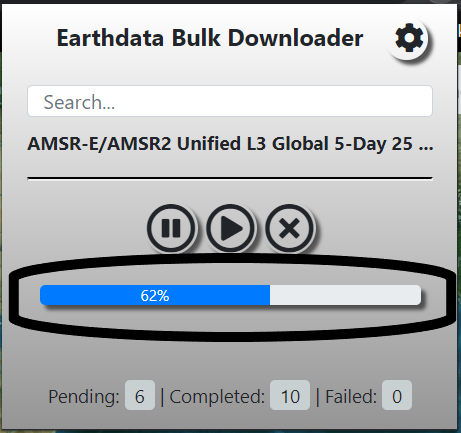 Earthdata Bulk Downloader
Search...
AMSR-E/AMSR2 Unified L3 Global 5-Day 25 ...
62%
Pending: 6 | Completed: 10 | Failed: 0